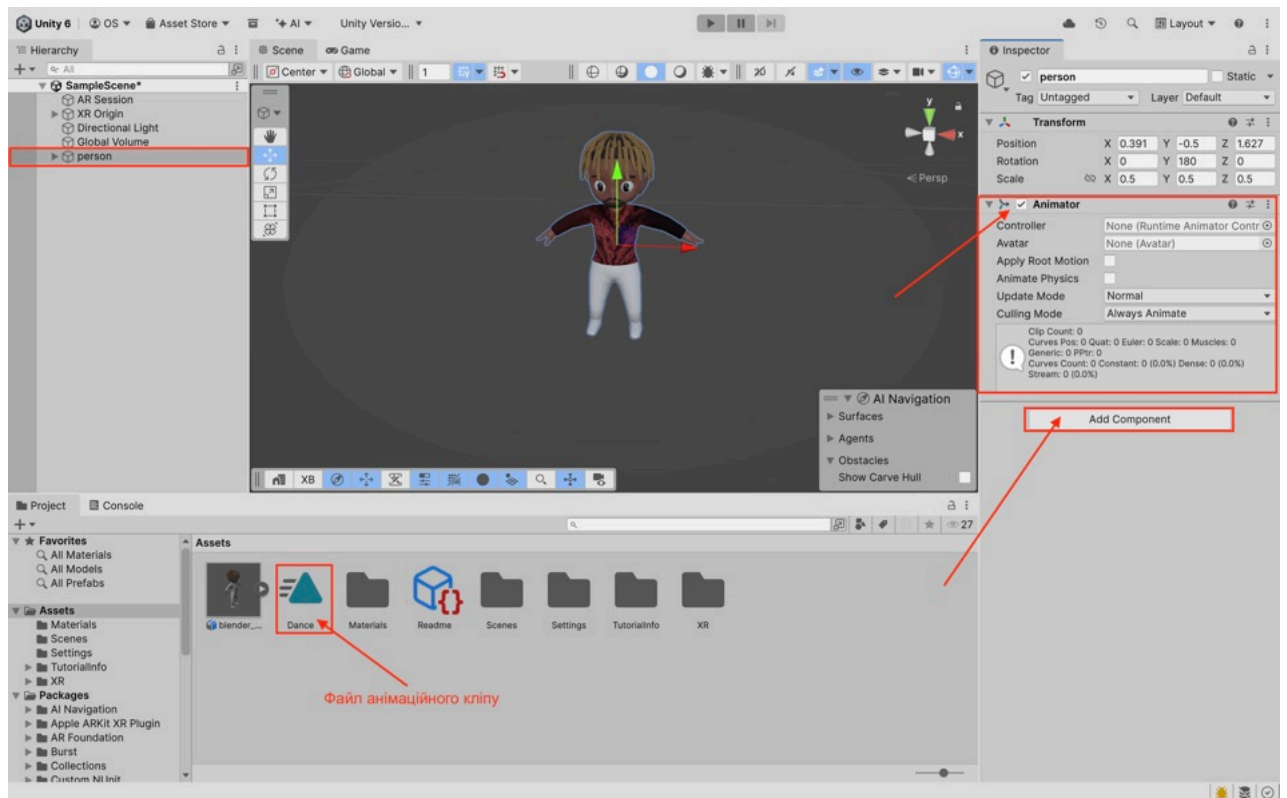 Unity 6 OS Asset Store AI Unity Versio... Layout
Hierarchy
All
SampleScene*
AR Session
XR Origin
Directional Light
Global Volume
person
Scene Game
Center Global 1 2D
y
x
Persp
AI Navigation
Surfaces
Agents
Obstacles
Show Carve Hull
XB
Inspector
person Static
Tag Untagged Layer Default
Transform
Position X 0.391 Y -0.5 Z 1.627
Rotation X 0 Y 180 Z 0
Scale X 0.5 Y 0.5 Z 0.5
Animator
Controller None (Runtime Animator Contr
Avatar None (Avatar)
Apply Root Motion
Animate Physics
Update Mode Normal
Culling Mode Always Animate
Clip Count: 0
Curves Pos: 0 Quat: 0 Euler: 0 Scale: 0 Muscles: 0
Generic: 0 PPtr: 0
Curves Count: 0 Constant: 0 (0.0%) Dense: 0 (0.0%)
Stream: 0 (0.0%)
Add Component
Project Console
27
Favorites
All Materials
All Models
All Prefabs
Assets
Materials
Scenes
Settings
TutorialInfo
XR
Packages
AI Navigation
Apple ARKit XR Plugin
AR Foundation
Burst
Collections
Custom NUnit
Assets
blender_... Dance Materials Readme Scenes Settings TutorialInfo XR
Файл анімаційного кліпу